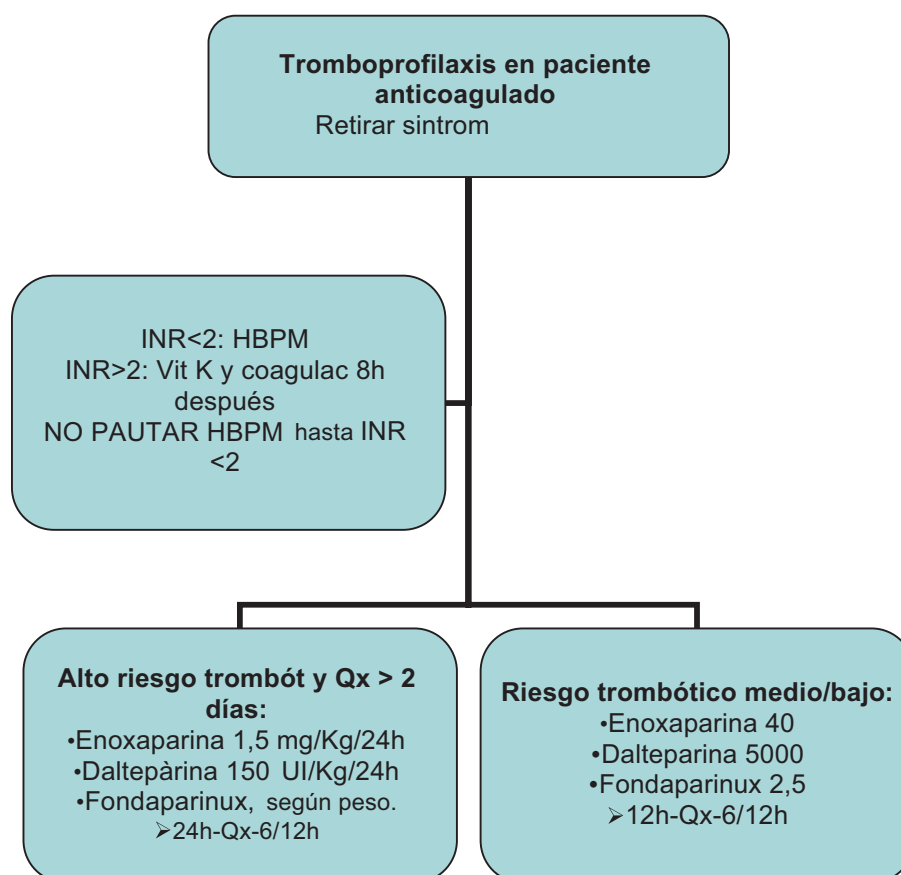 Tromboprofilaxis en paciente
anticoagulado
Retirar sintrom
INR<2: HBPM
INR>2: Vit K y coagulac 8h
después
NO PAUTAR HBPM hasta INR
<2
Alto riesgo trombót y Qx > 2
días:
•Enoxaparina 1,5 mg/Kg/24h
•Daltepàrina 150 UI/Kg/24h
•Fondaparinux, según peso.
➢24h-Qx-6/12h
Riesgo trombótico medio/bajo:
•Enoxaparina 40
•Dalteparina 5000
•Fondaparinux 2,5
➢12h-Qx-6/12h